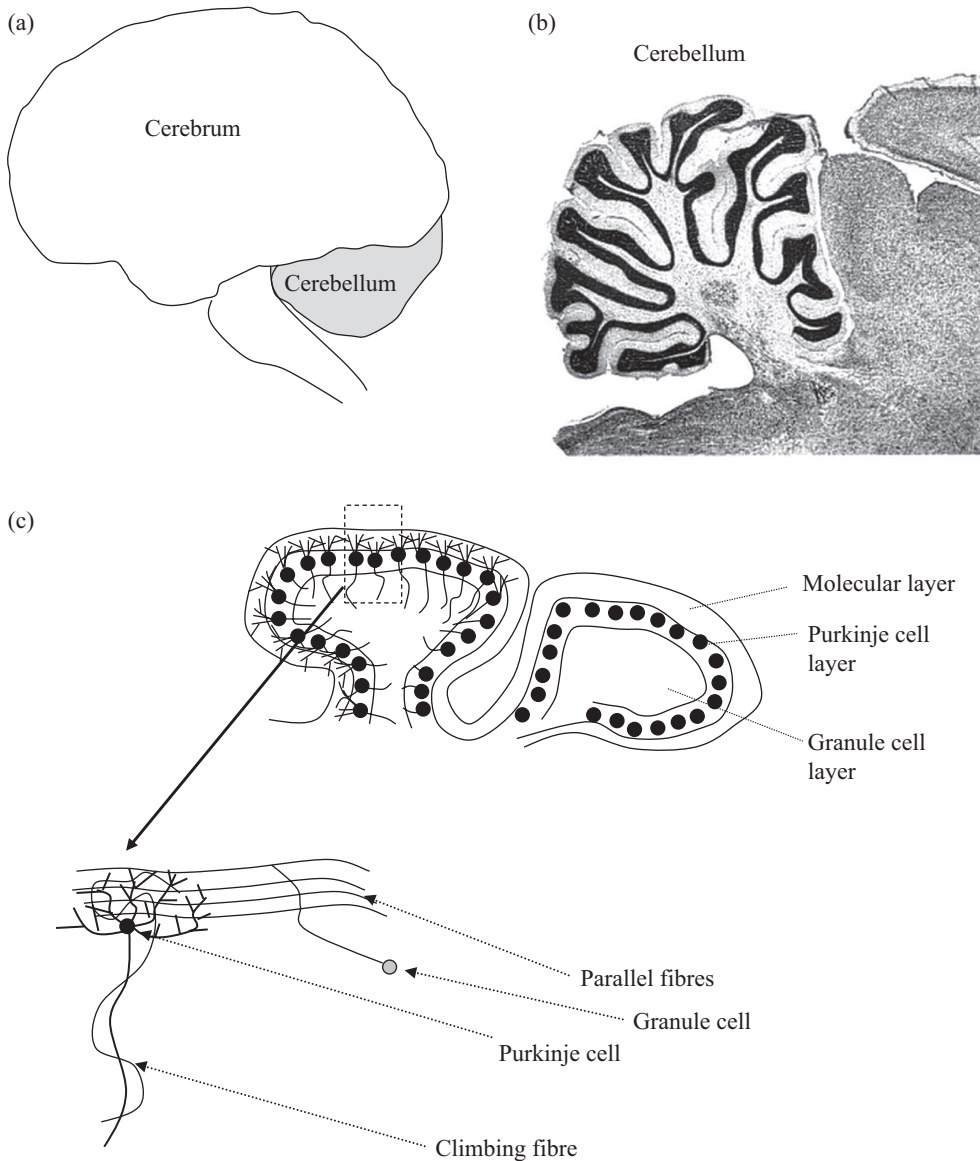 (a)
Cerebrum
Cerebellum
(b)
Cerebellum
(c)
Molecular layer
Purkinje cell
layer
Granule cell
layer
Parallel fibres
Granule cell
Purkinje cell
Climbing fibre